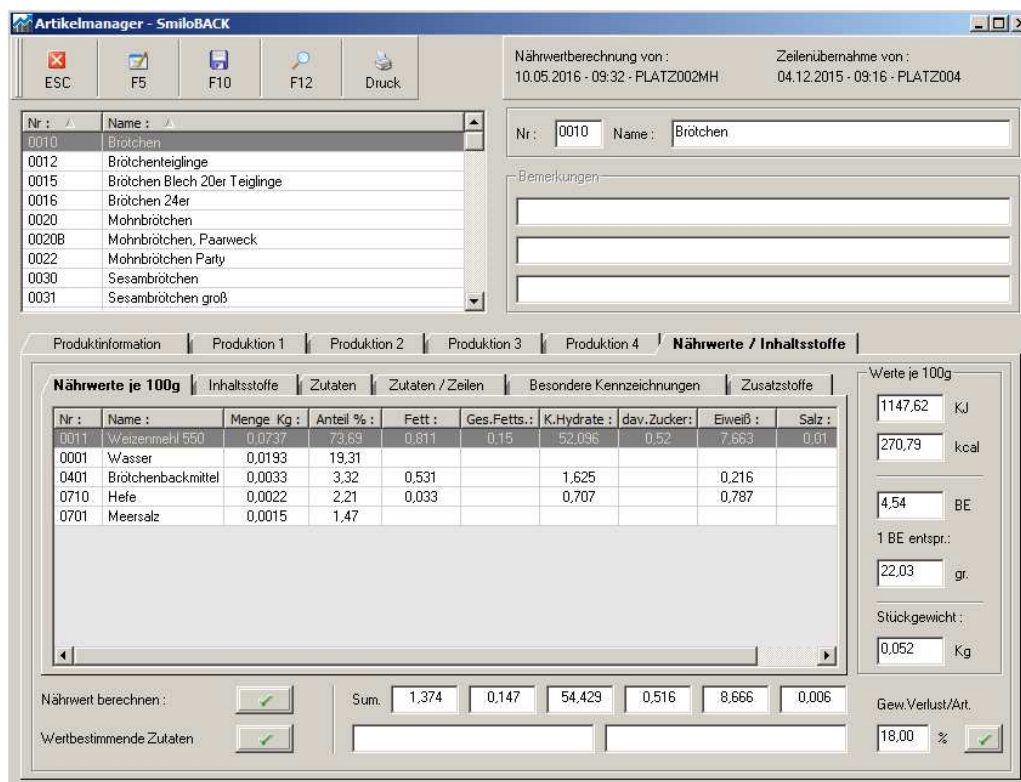 Artikelmanager - SmiloBACK
ESC F5 F10 F12 Druck
Nährwertberechnung von : Zeilenübernahme von :
10.05.2016 - 09:32 - PLATZ002MH 04.12.2015 - 09:16 - PLATZ004
Nr : Name :
0010 Brötchen
0012 Brötchenteiglinge
0015 Brötchen Blech 20er Teiglinge
0016 Brötchen 24er
0020 Mohnbrötchen
0020B Mohnbrötchen, Paarweck
0022 Mohnbrötchen Party
0030 Sesambrötchen
0031 Sesambrötchen groß
Nr : 0010 Name : Brötchen
Bemerkungen
Produktinformation Produktion 1 Produktion 2 Produktion 3 Produktion 4 Nährwerte / Inhaltsstoffe
Nährwerte je 100g Inhaltsstoffe Zutaten Zutaten / Zeilen Besondere Kennzeichnungen Zusatzstoffe
Nr : Name : Menge Kg : Anteil % : Fett : Ges.Fetts.: K.Hydrate : dav.Zucker: Eiweiß : Salz :
0011 Weizenmehl 550 0,0737 73,69 0,811 0,15 52,096 0,52 7,663 0,01
0001 Wasser 0,0193 19,31
0401 Brötchenbackmittel 0,0033 3,32 0,531 1,625 0,216
0710 Hefe 0,0022 2,21 0,033 0,707 0,787
0701 Meersalz 0,0015 1,47
Werte je 100g
1147,62 KJ
270,79 kcal
4,54 BE
1 BE entspr.:
22,03 gr.
Stückgewicht :
0,052 Kg
Nährwert berechnen : Sum. 1,374 0,147 54,429 0,516 8,666 0,006
Wertbestimmende Zutaten
Gew.Verlust/Art.
18,00 %